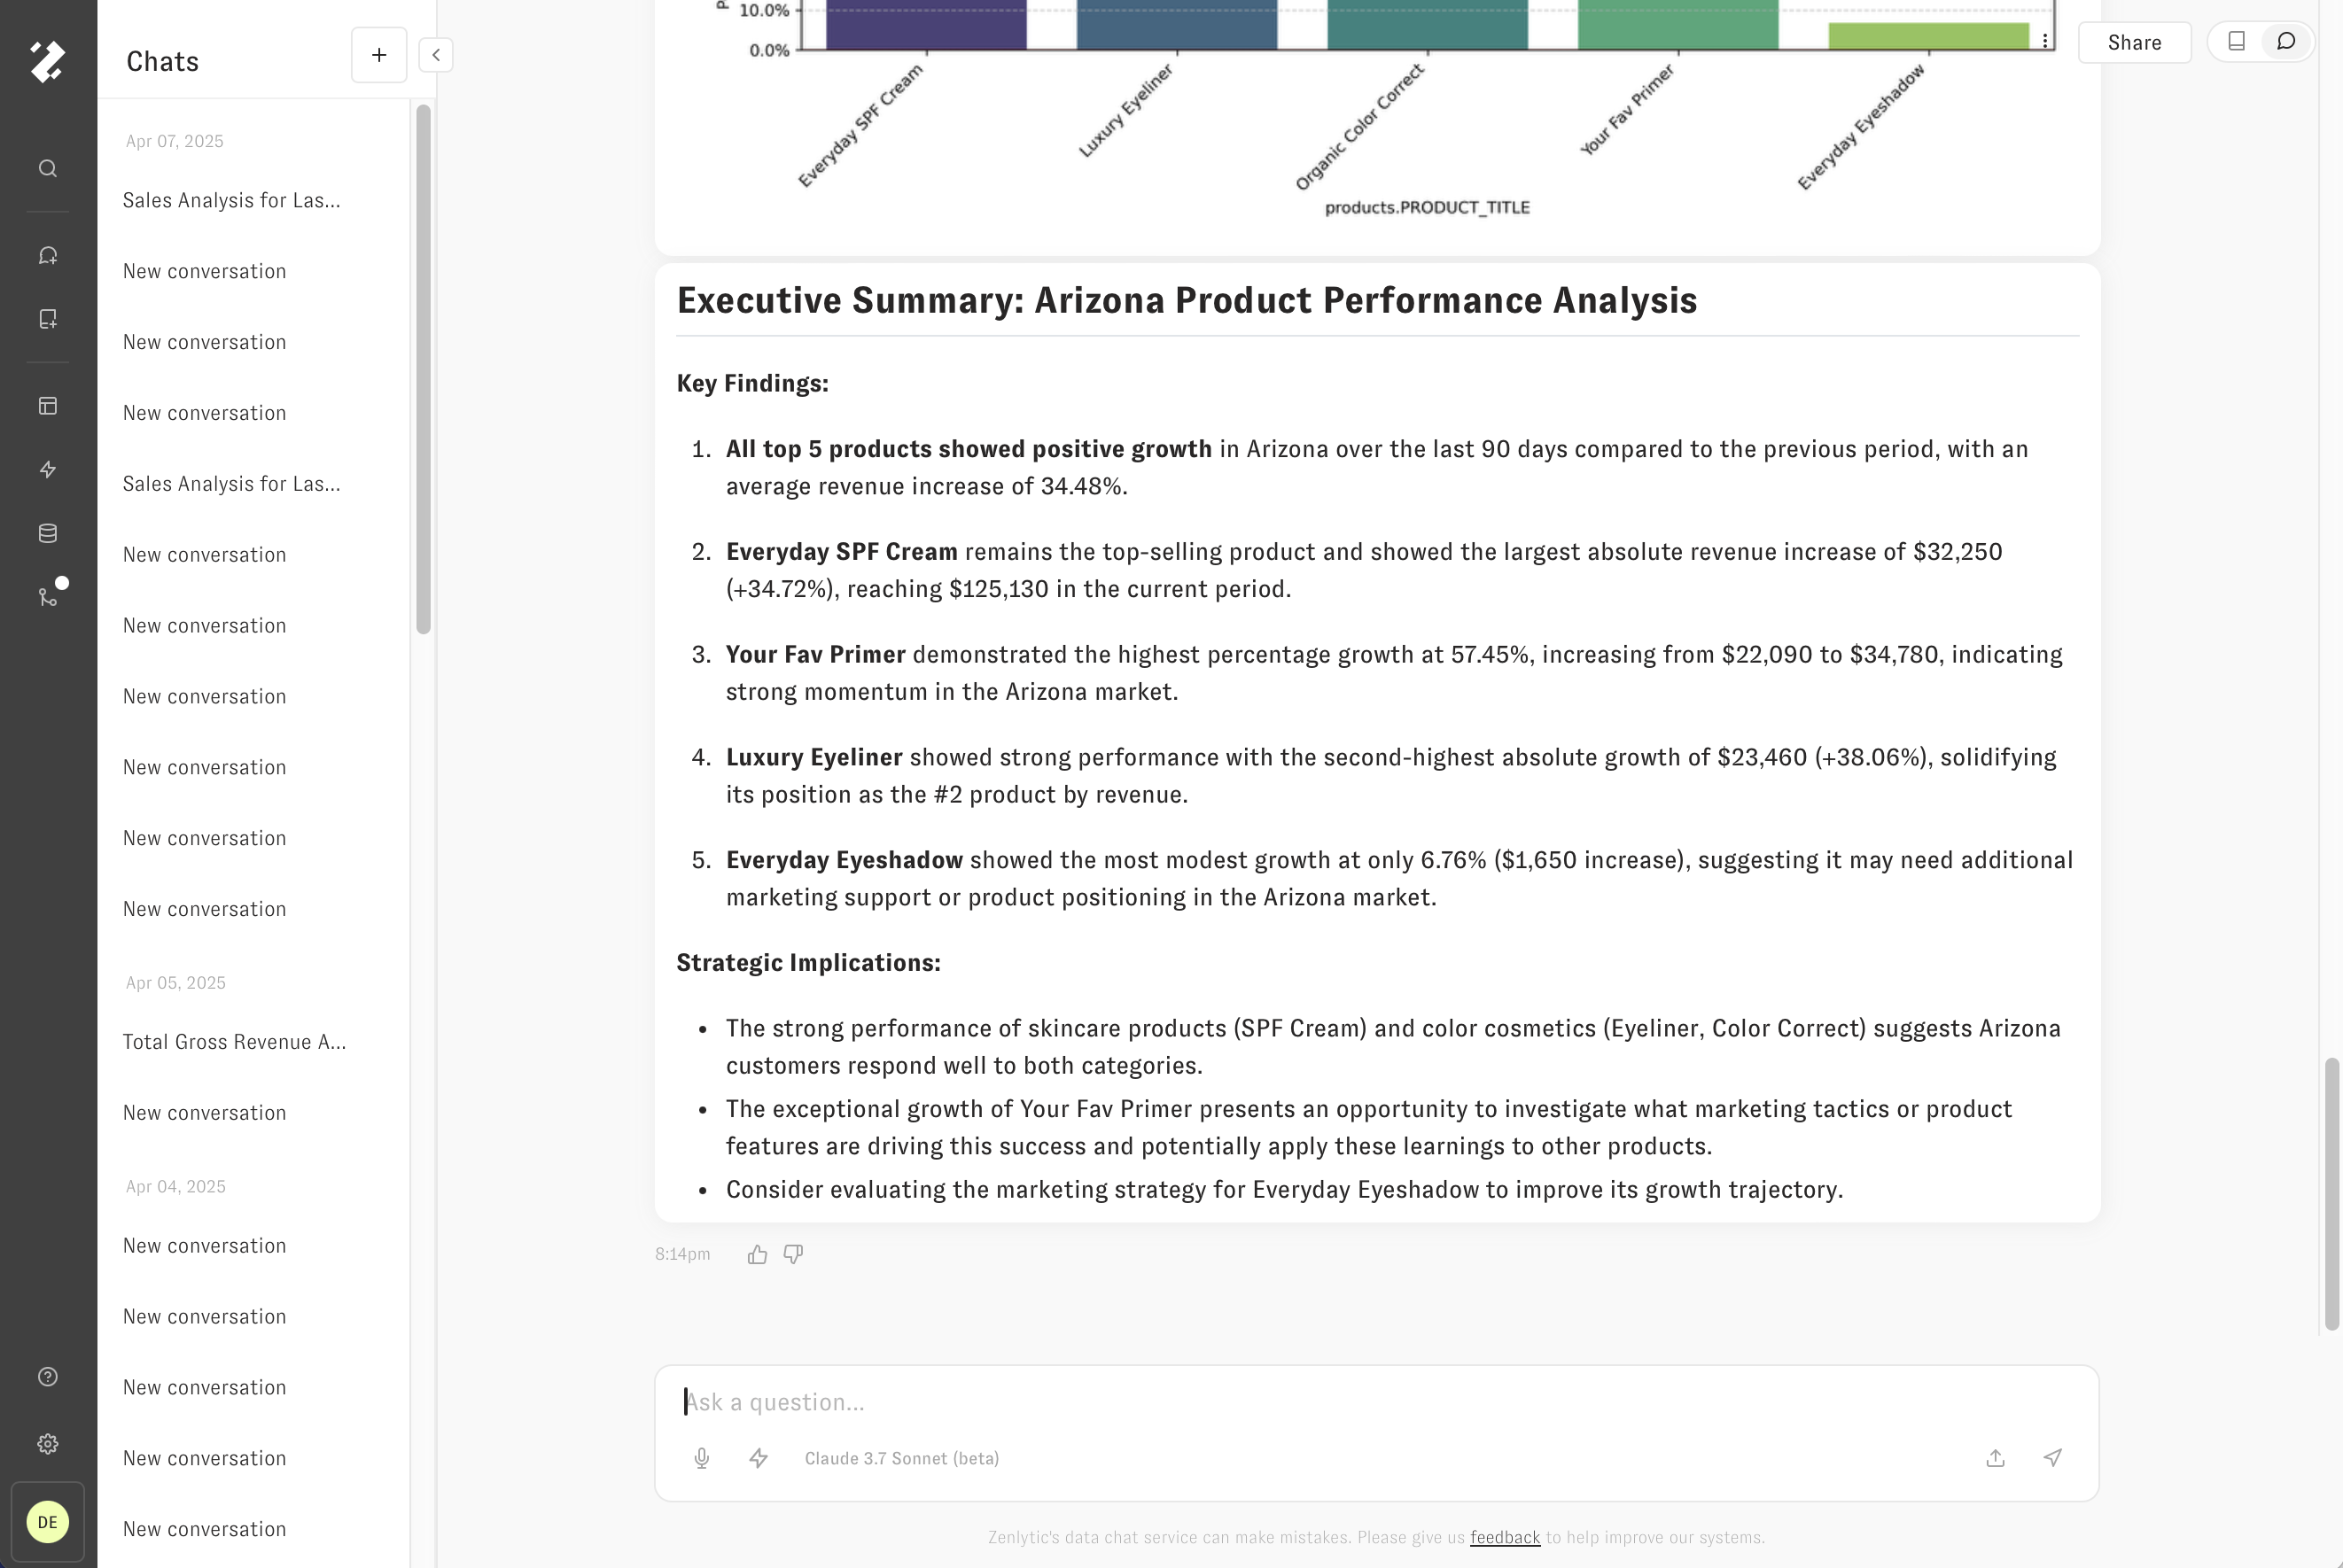 Chats
+
Apr 07, 2025
Sales Analysis for Las...
New conversation
New conversation
New conversation
Sales Analysis for Las...
New conversation
New conversation
New conversation
New conversation
New conversation
New conversation
Apr 05, 2025
Total Gross Revenue A...
New conversation
Apr 04, 2025
New conversation
New conversation
New conversation
New conversation
New conversation
DE
10.0%
0.0%
Everyday SPF Cream
Luxury Eyeliner
Organic Color Correct
Your Fav Primer
Everyday Eyeshadow
products.PRODUCT_TITLE
Share
Executive Summary: Arizona Product Performance Analysis
Key Findings:
1. All top 5 products showed positive growth in Arizona over the last 90 days compared to the previous period, with an
average revenue increase of 34.48%.
2. Everyday SPF Cream remains the top-selling product and showed the largest absolute revenue increase of $32,250
(+34.72%), reaching $125,130 in the current period.
3. Your Fav Primer demonstrated the highest percentage growth at 57.45%, increasing from $22,090 to $34,780, indicating
strong momentum in the Arizona market.
4. Luxury Eyeliner showed strong performance with the second-highest absolute growth of $23,460 (+38.06%), solidifying
its position as the #2 product by revenue.
5. Everyday Eyeshadow showed the most modest growth at only 6.76% ($1,650 increase), suggesting it may need additional
marketing support or product positioning in the Arizona market.
Strategic Implications:
• The strong performance of skincare products (SPF Cream) and color cosmetics (Eyeliner, Color Correct) suggests Arizona
customers respond well to both categories.
• The exceptional growth of Your Fav Primer presents an opportunity to investigate what marketing tactics or product
features are driving this success and potentially apply these learnings to other products.
• Consider evaluating the marketing strategy for Everyday Eyeshadow to improve its growth trajectory.
8:14pm
Ask a question...
Claude 3.7 Sonnet (beta)
Zenlytic's data chat service can make mistakes. Please give us feedback to help improve our systems.